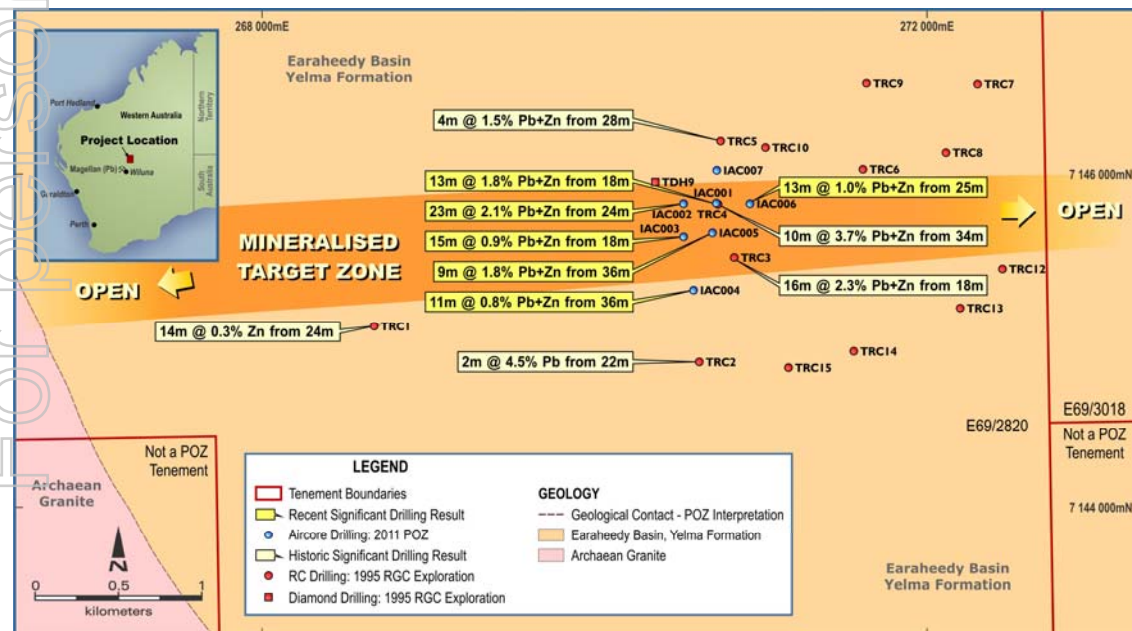 For personal
268 000mE
272 000mE
Earaheedy Basin
Yelma Formation
Port Hedland
Western Australia
Northern
Territory
Project Location
Magellan (Pb)
Wiluna
South
Australia
Geraldton
Perth
TRC9
TRC7
4m @ 1.5% Pb+Zn from 28m
TRC5
TRC10
TRC8
IAC007
TRC6
7 146 000mN
13m @ 1.8% Pb+Zn from 18m
TDH9
IAC001
13m @ 1.0% Pb+Zn from 25m
23m @ 2.1% Pb+Zn from 24m
IAC002
TRC4
IAC006
OPEN
15m @ 0.9% Pb+Zn from 18m
IAC003
IAC005
10m @ 3.7% Pb+Zn from 34m
MINERALISED
TARGET ZONE
9m @ 1.8% Pb+Zn from 36m
TRC3
TRC12
OPEN
11m @ 0.8% Pb+Zn from 36m
IAC004
16m @ 2.3% Pb+Zn from 18m
TRC13
14m @ 0.3% Zn from 24m
TRC1
TRC14
2m @ 4.5% Pb from 22m
TRC2
TRC15
E69/3018
E69/2820
Not a POZ
Tenement
Not a POZ
Tenement
Archaean
Granite
LEGEND
Tenement Boundaries
Recent Significant Drilling Result
Aircore Drilling: 2011 POZ
Historic Significant Drilling Result
RC Drilling: 1995 RGC Exploration
Diamond Drilling: 1995 RGC Exploration
GEOLOGY
Geological Contact - POZ Interpretation
Earaheedy Basin, Yelma Formation
Archaean Granite
7 144 000mN
N
0 0.5 1
kilometers
Earaheedy Basin
Yelma Formation